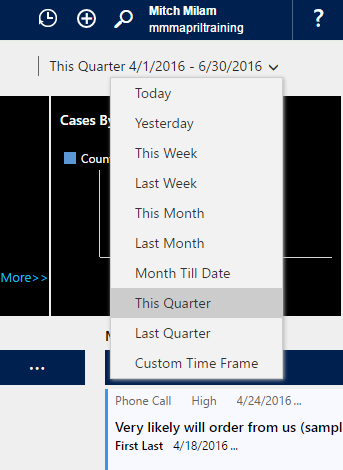 Mitch Milam
mmmapriltraining
?
This Quarter 4/1/2016 - 6/30/2016
Today
Yesterday
This Week
Last Week
This Month
Last Month
Month Till Date
This Quarter
Last Quarter
Custom Time Frame
Cases By
Coun
More>>
M
...
Phone Call High 4/24/2016...
Very likely will order from us (sampl
First Last 4/18/2016...